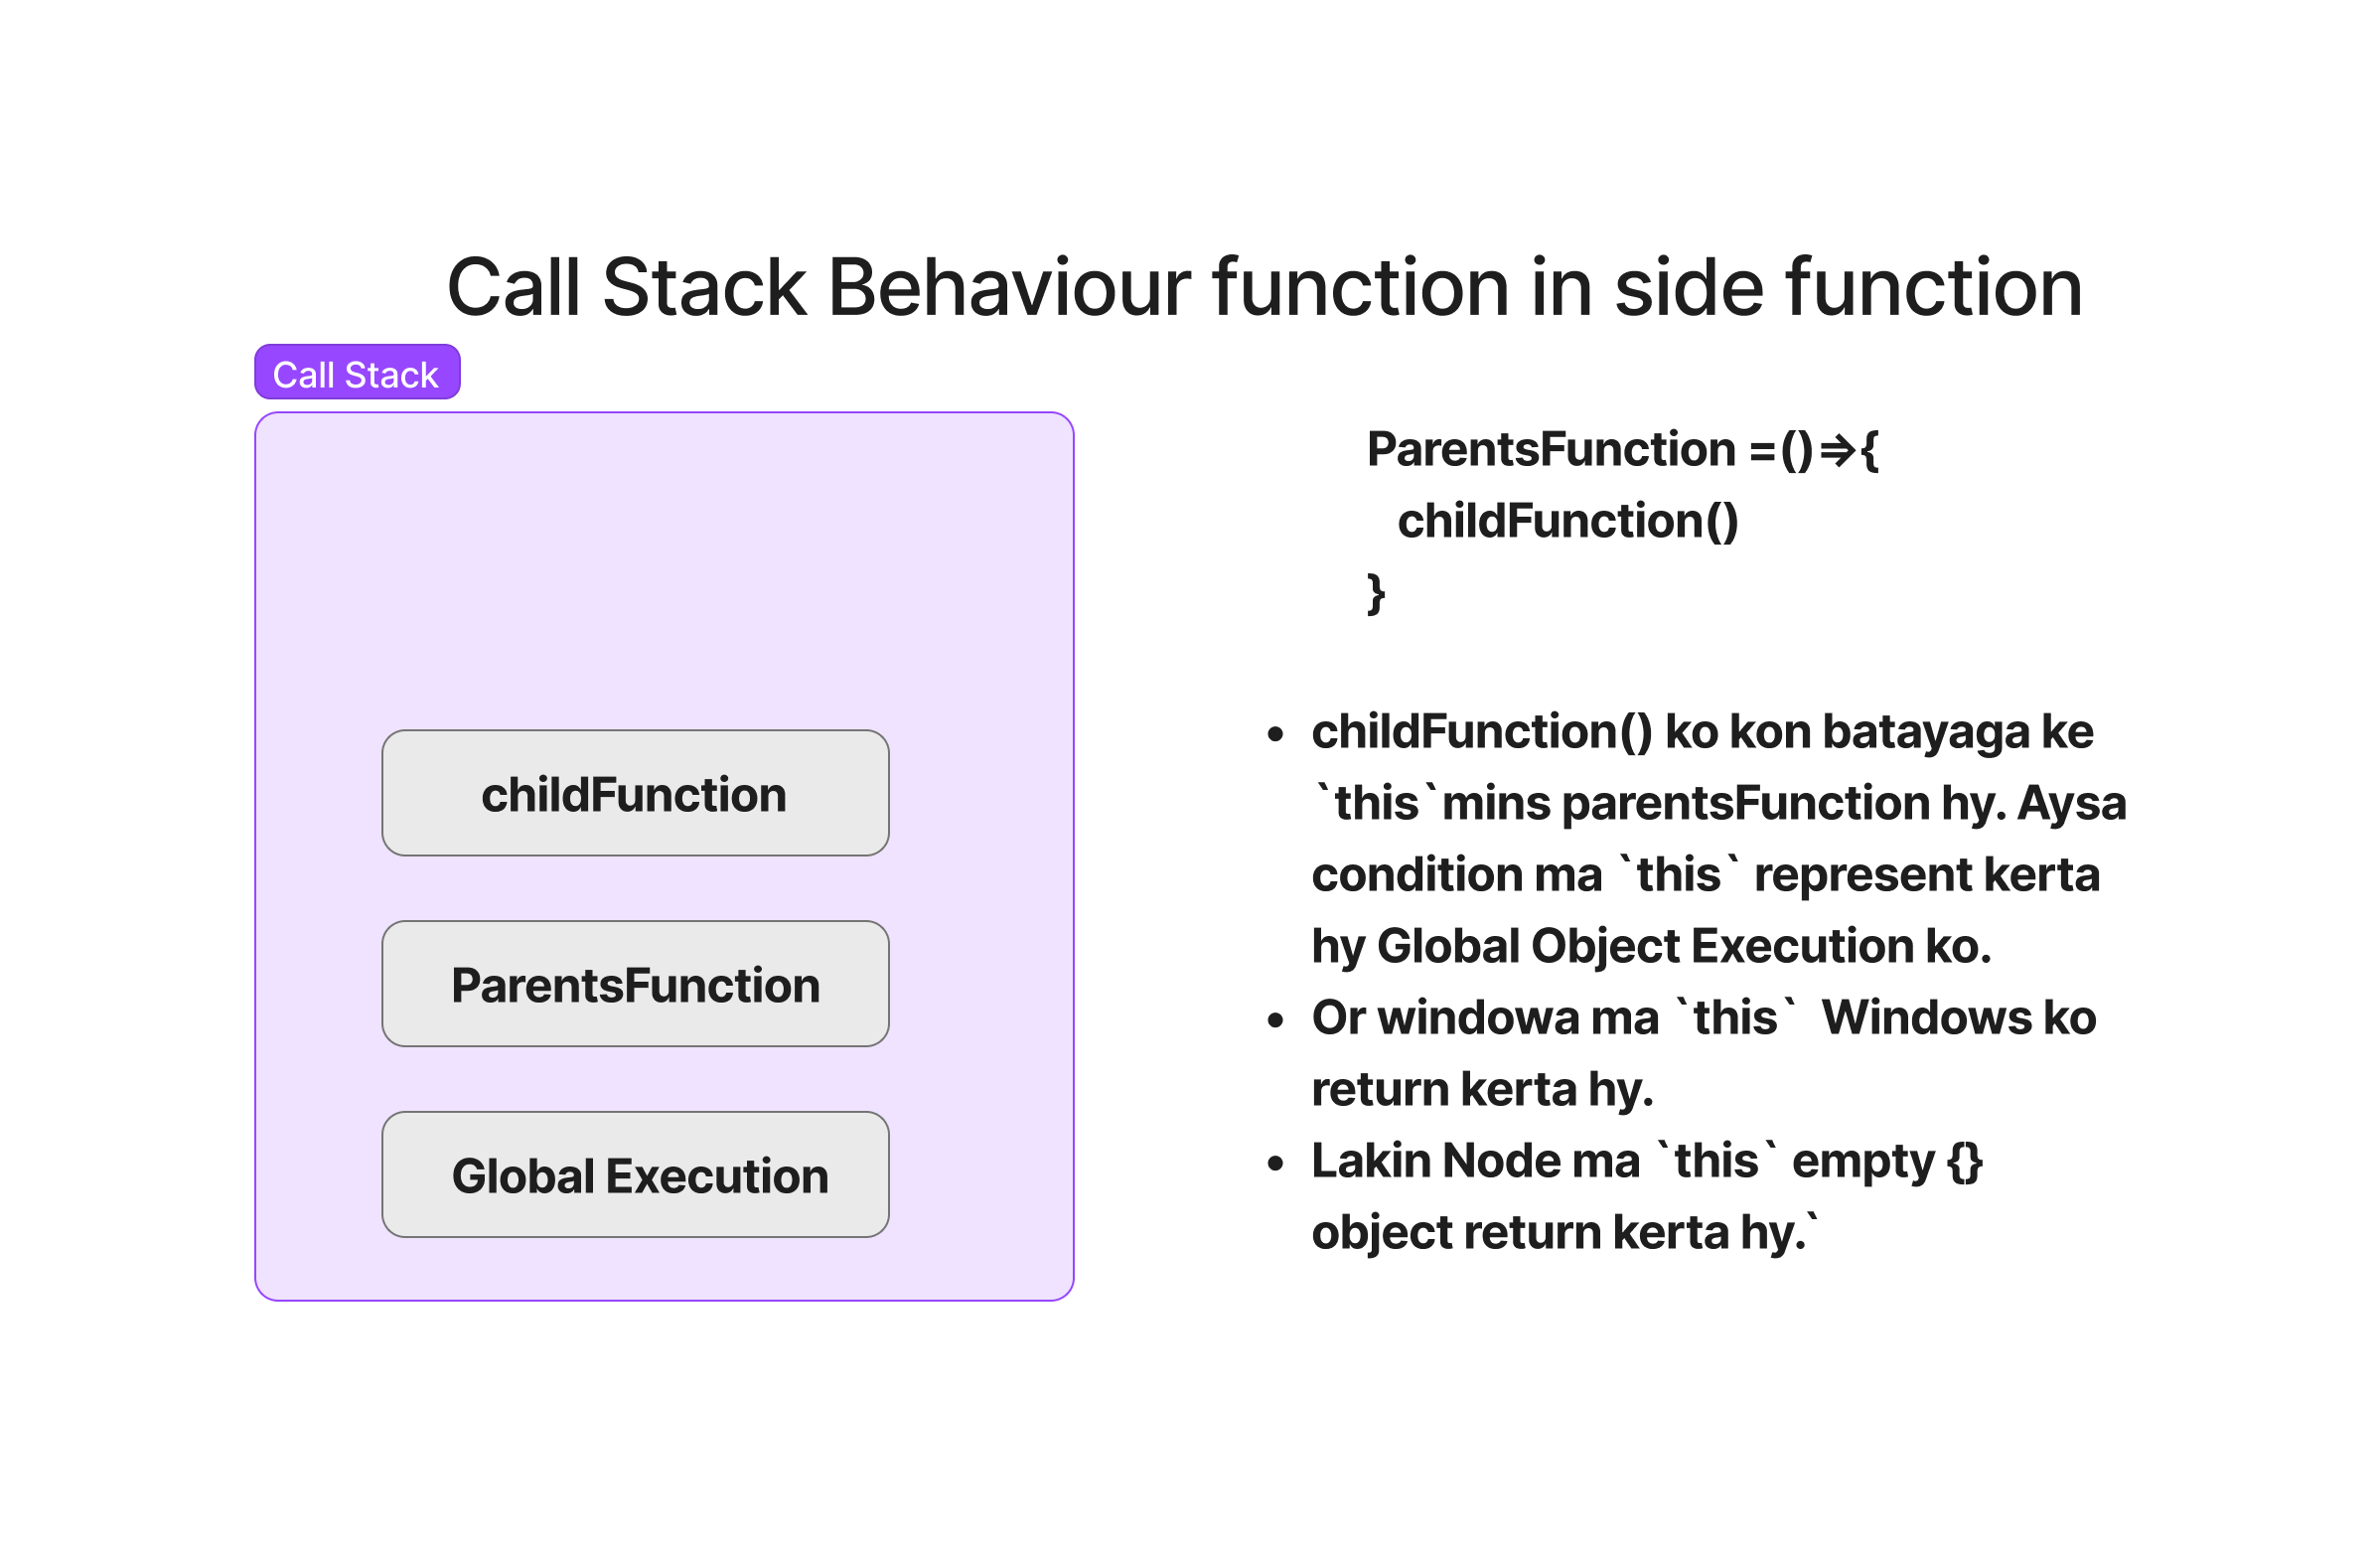 Call Stack Behaviour function in side function
Call Stack
childFunction
ParentsFunction
Global Execution
ParentsFunction =()=>{
childFunction()
}
• childFunction() ko kon batayaga ke
`this`mins parentsFunction hy. Aysa
condition ma `this` represent kerta
hy Global Object Execution ko.
• Or windowa ma `this`  Windows ko
return kerta hy.
• Lakin Node ma `this` empty {}
object return kerta hy.`